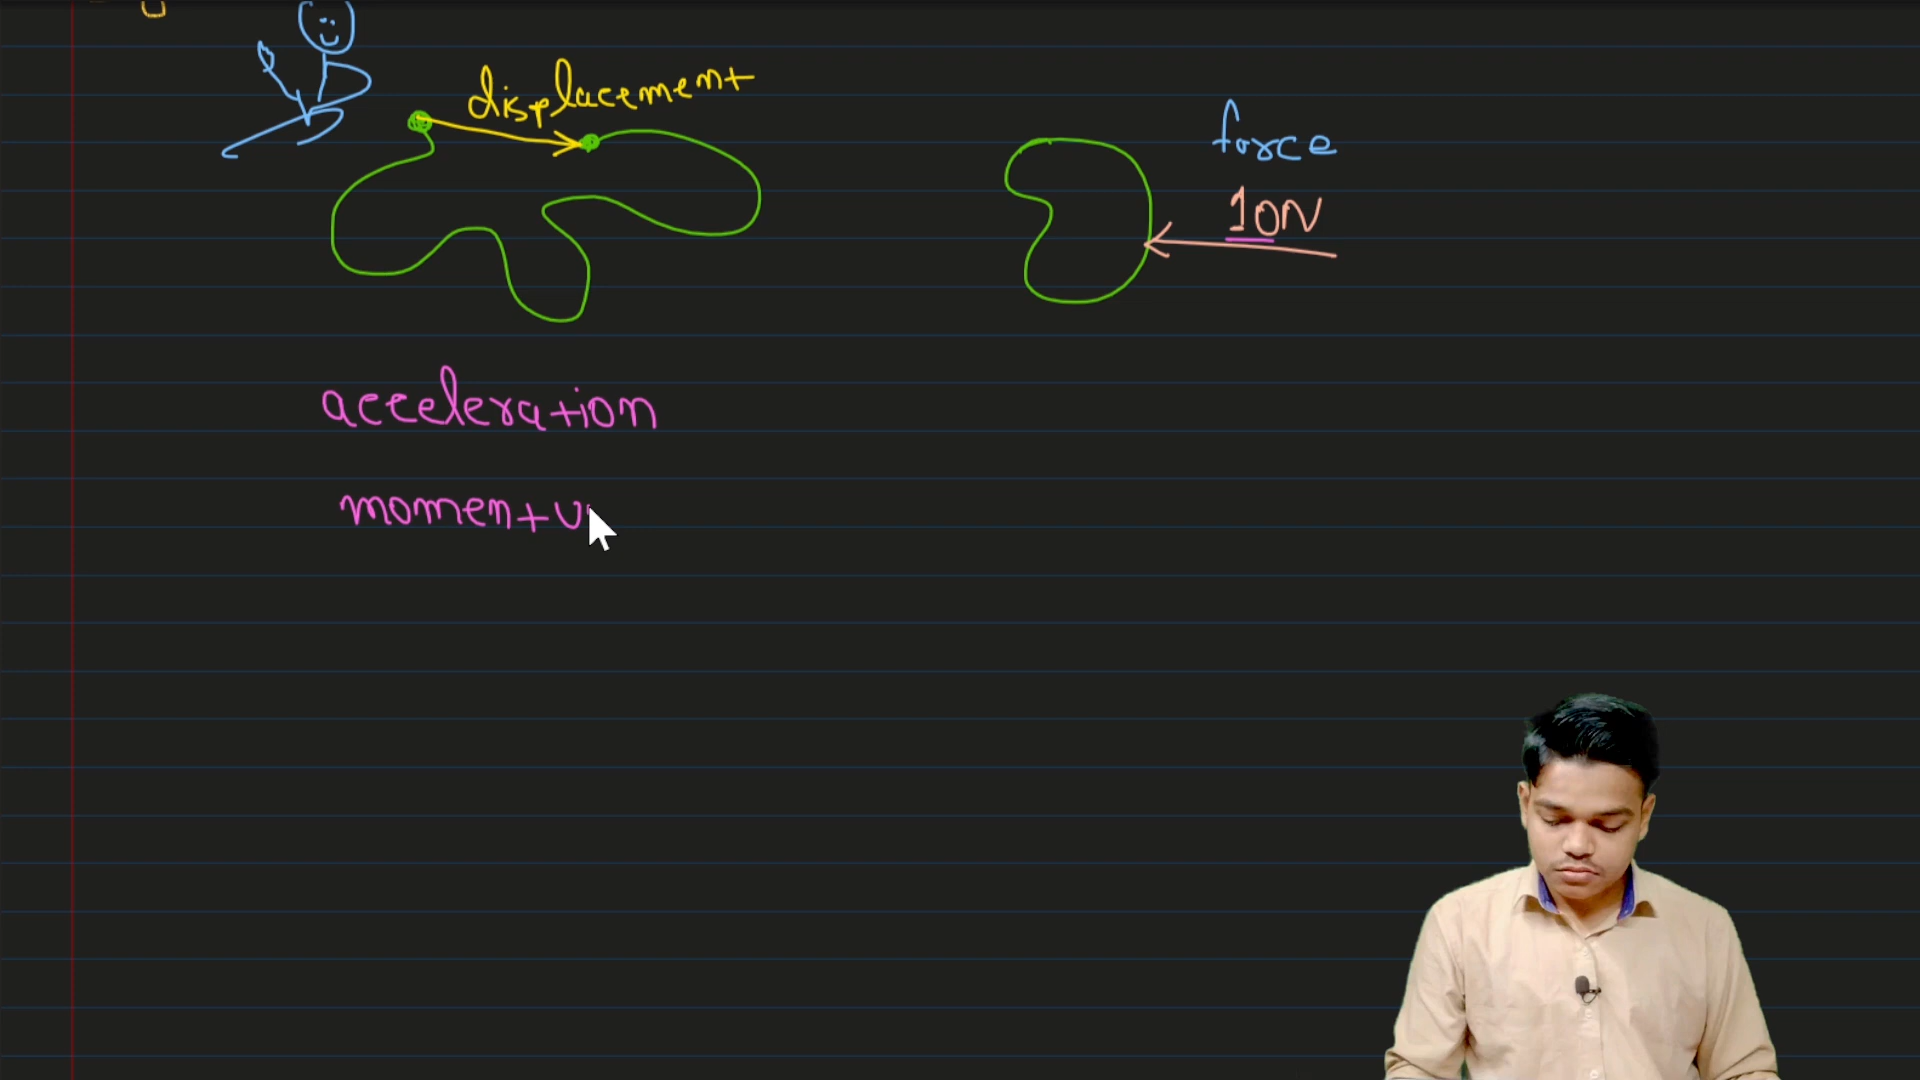 displacement
force
10N
acceleration
momentu